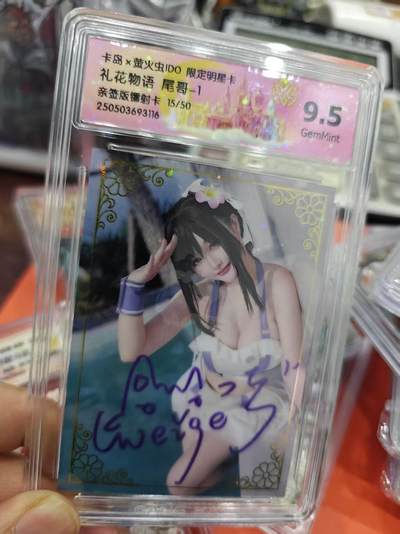 卡岛×萤火虫IDO 限定明星卡
礼花物语 尾哥-1
亲签版镭射卡 15/50
250503693116
9.5
GemMint
Weige